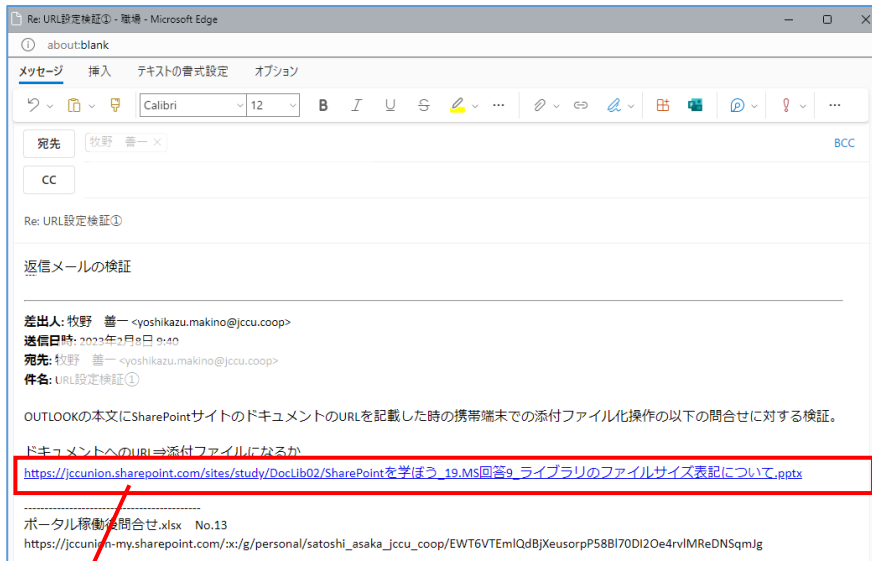 Re: URL設定検証① - 職場 - Microsoft Edge
about:blank
メッセージ 挿入 テキストの書式設定 オプション
Calibri 12 B I U S ...
宛先 牧野 善一 × BCC
CC
Re: URL設定検証①
返信メールの検証
差出人: 牧野 善一 <yoshikazu.makino@jccu.coop>
送信日時: 2023年2月8日 9:40
宛先: 牧野 善一 <yoshikazu.makino@jccu.coop>
件名: URL設定検証①
OUTLOOKの本文にSharePointサイトのドキュメントのURLを記載した時の携帯端末での添付ファイル化操作の以下の問合せに対する検証。
ドキュメントへのURL⇒添付ファイルになるか
https://jccunion.sharepoint.com/sites/study/DocLib02/SharePointを学ぼう_19.MS回答9_ライブラリのファイルサイズ表記について.pptx
-------------------------------------------
ポータル稼働後問合せ.xlsx No.13
https://jccunion-my.sharepoint.com/:x:/g/personal/satoshi_asaka_jccu_coop/EWT6VTEmlQdBjXeusorpP58Bl70DI2Oe4rvlMReDNSqmJg